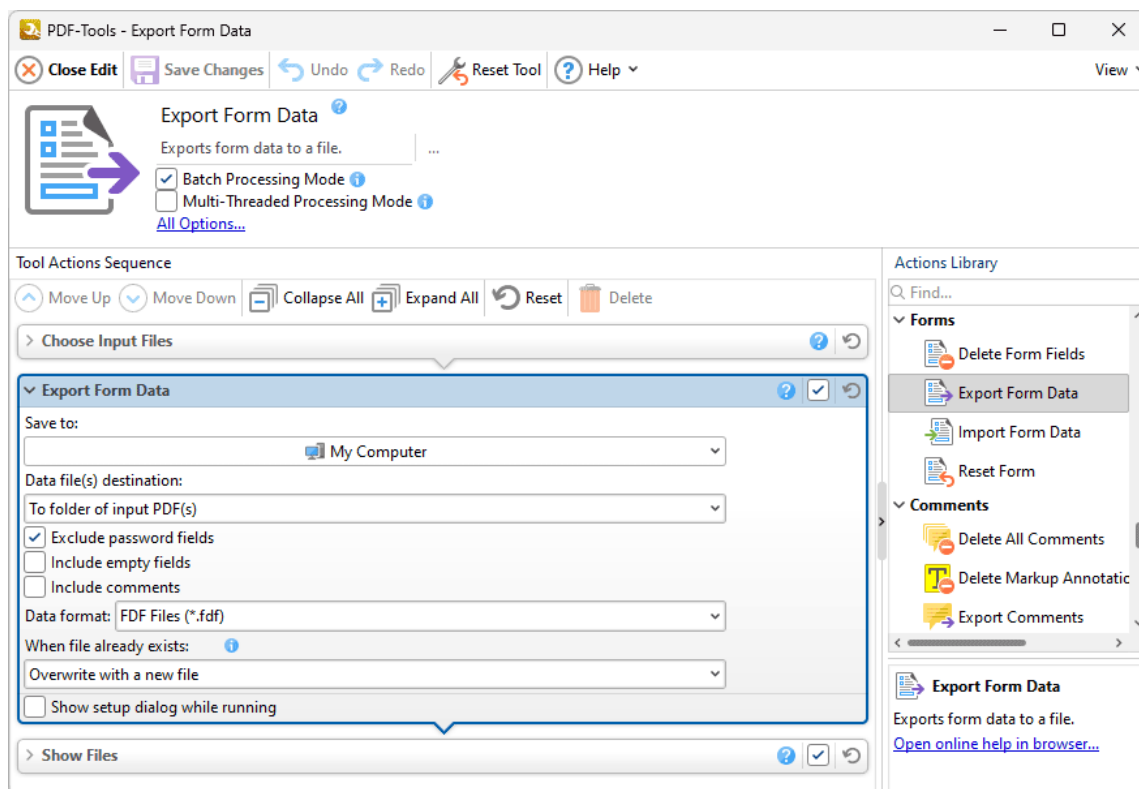 PDF-Tools - Export Form Data
Close Edit Save Changes Undo Redo Reset Tool ? Help View
Export Form Data ?
Exports form data to a file. ...
Batch Processing Mode i
Multi-Threaded Processing Mode i
All Options...
Tool Actions Sequence
Move Up Move Down Collapse All Expand All Reset Delete
Choose Input Files ?
Export Form Data ?
Save to:
My Computer
Data file(s) destination:
To folder of input PDF(s)
Exclude password fields
Include empty fields
Include comments
Data format: FDF Files (*.fdf)
When file already exists: i
Overwrite with a new file
Show setup dialog while running
Show Files ?
Actions Library
Find...
Forms
Delete Form Fields
Export Form Data
Import Form Data
Reset Form
Comments
Delete All Comments
T Delete Markup Annotatic
Export Comments
Export Form Data
Exports form data to a file.
Open online help in browser...